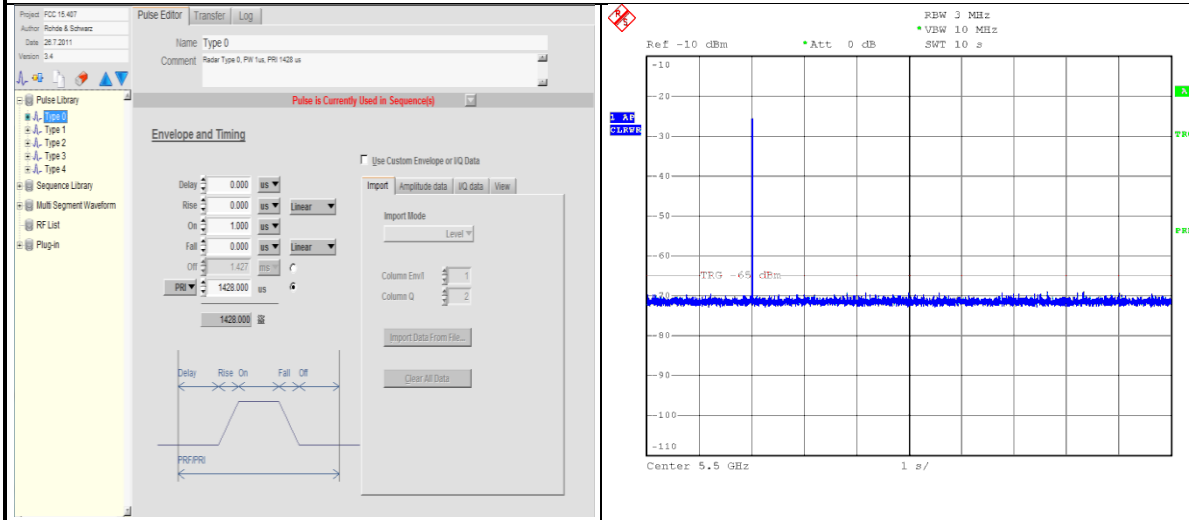 Project FCC 15.407
Author Rohde & Schwarz
Date 26.7.2011
Version 3.4
Pulse Library
Type 0
Type 1
Type 2
Type 3
Type 4
Sequence Library
Multi Segment Waveform
RF List
Plug-in
Pulse Editor Transfer Log
Name Type 0
Comment Radar Type 0, PW 1us, PRI 1428 us
Pulse is Currently Used in Sequence(s)
Envelope and Timing
Use Custom Envelope or I/Q Data
Delay 0.000 us
Rise 0.000 us Linear
On 1.000 us
Fall 0.000 us Linear
Off 1.427 ms
PRI 1428.000 us
1428.000
Import Amplitude data I/Q data View
Import Mode
Level
Column Env/I 1
Column Q 2
Import Data From File...
Clear All Data
Delay Rise On Fall Off
PRF/PRI
R S
RBW 3 MHz
*VBW 10 MHz
Ref -10 dBm *Att 0 dB SWT 10 s
-10
-20
A
1 AP
CLRWR
TRG
-30
-40
-50
PRN
-60
TRG -65 dBm
-70
-80
-90
-100
-110
Center 5.5 GHz 1 s/